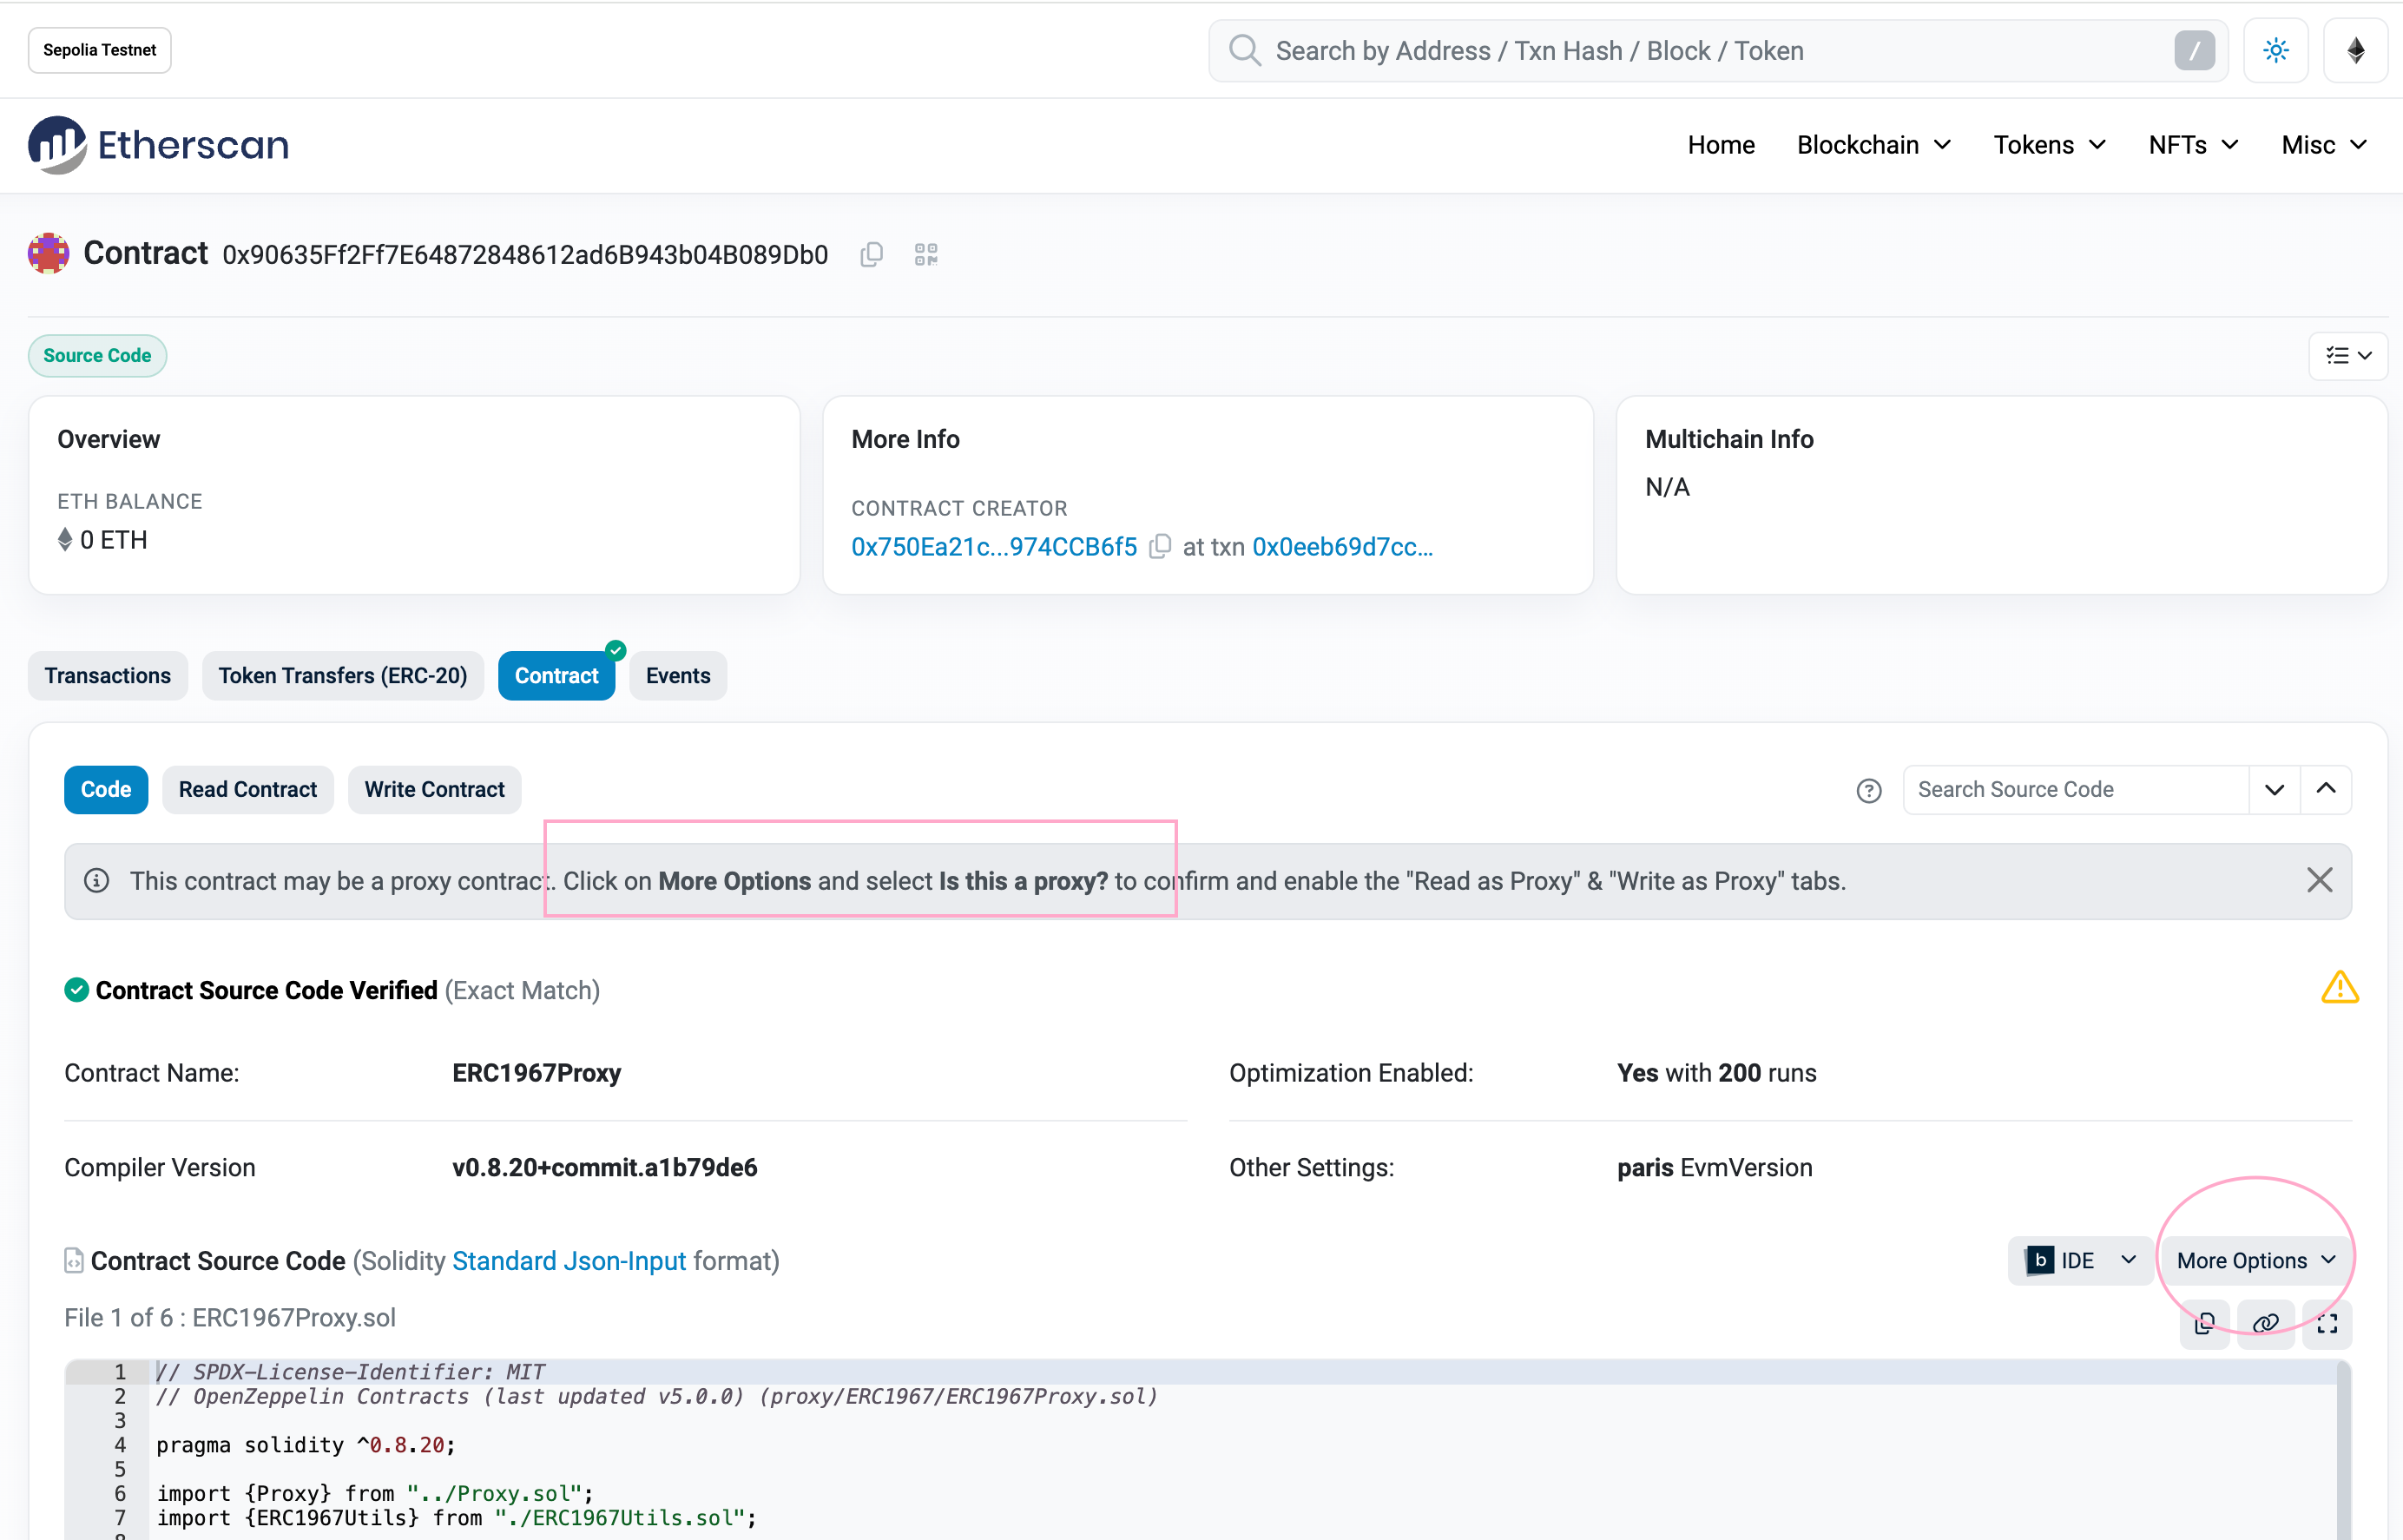 Sepolia Testnet
Search by Address / Txn Hash / Block / Token
/
Etherscan
Home
Blockchain
Tokens
NFTs
Misc
Contract 0x90635Ff2Ff7E64872848612ad6B943b04B089Db0
Source Code
Overview
ETH BALANCE
0 ETH
More Info
CONTRACT CREATOR
0x750Ea21c...974CCB6f5 at txn 0x0eeb69d7cc...
Multichain Info
N/A
Transactions
Token Transfers (ERC-20)
Contract
Events
Code
Read Contract
Write Contract
Search Source Code
This contract may be a proxy contract. Click on More Options and select Is this a proxy? to confirm and enable the "Read as Proxy" & "Write as Proxy" tabs.
Contract Source Code Verified (Exact Match)
Contract Name:
ERC1967Proxy
Optimization Enabled:
Yes with 200 runs
Compiler Version
v0.8.20+commit.a1b79de6
Other Settings:
paris EvmVersion
Contract Source Code (Solidity Standard Json-Input format)
b IDE
More Options
File 1 of 6 : ERC1967Proxy.sol
1 // SPDX-License-Identifier: MIT
2 // OpenZeppelin Contracts (last updated v5.0.0) (proxy/ERC1967/ERC1967Proxy.sol)
3
4 pragma solidity ^0.8.20;
5
6 import {Proxy} from "../Proxy.sol";
7 import {ERC1967Utils} from "./ERC1967Utils.sol";